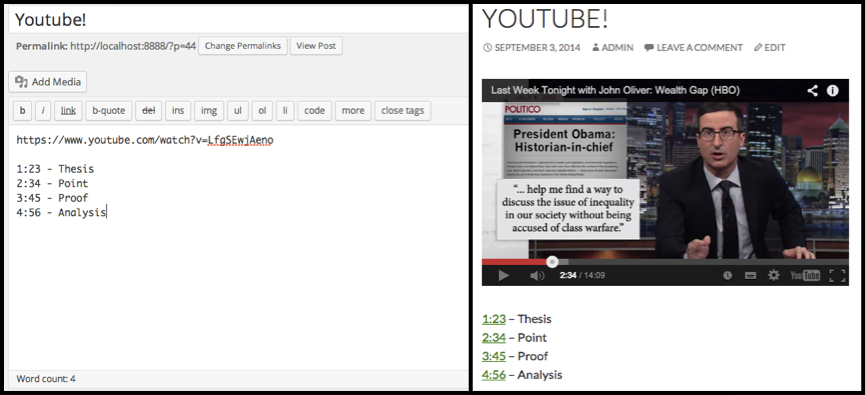 Youtube!
Permalink: http://localhost:8888/?p=44 Change Permalinks View Post
Add Media
b i link b-quote del ins img ul ol li code more close tags
https://www.youtube.com/watch?v=LfgSEwjAeno
1:23 - Thesis
2:34 - Point
3:45 - Proof
4:56 - Analysis
Word count: 4
YOUTUBE!
SEPTEMBER 3, 2014 ADMIN LEAVE A COMMENT EDIT
Last Week Tonight with John Oliver: Wealth Gap (HBO)
POLITICO
President Obama:
Historian-in-chief
“... help me find a way to
discuss the issue of inequality
in our society without being
accused of class warfare.”
2:34 / 14:09 YouTube
1:23 – Thesis
2:34 – Point
3:45 – Proof
4:56 – Analysis